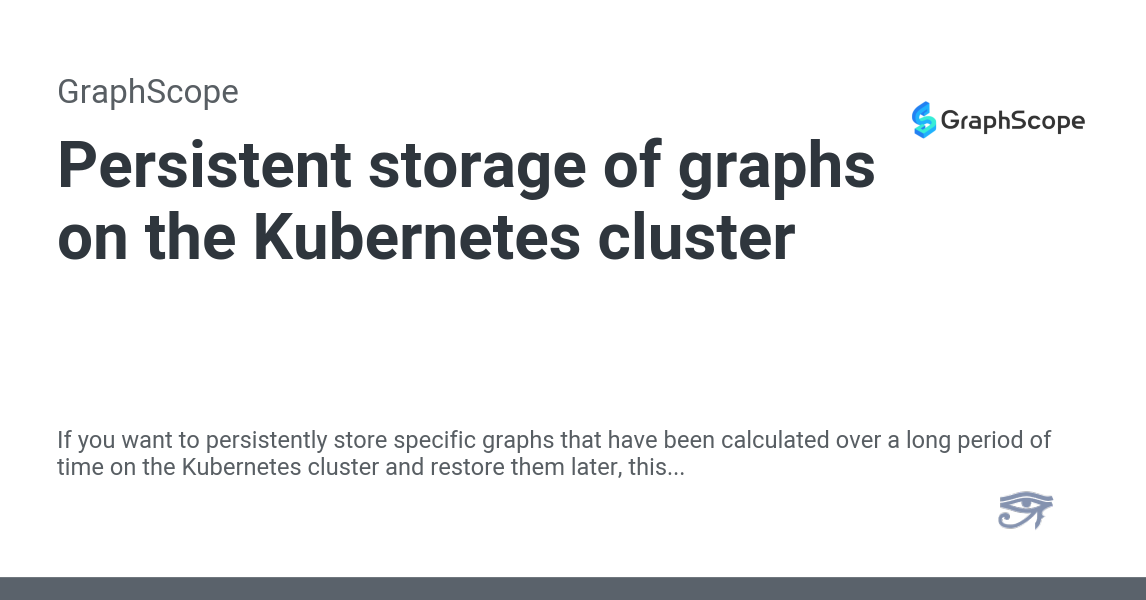 GraphScope
GraphScope
Persistent storage of graphs
on the Kubernetes cluster
If you want to persistently store specific graphs that have been calculated over a long period of
time on the Kubernetes cluster and restore them later, this...